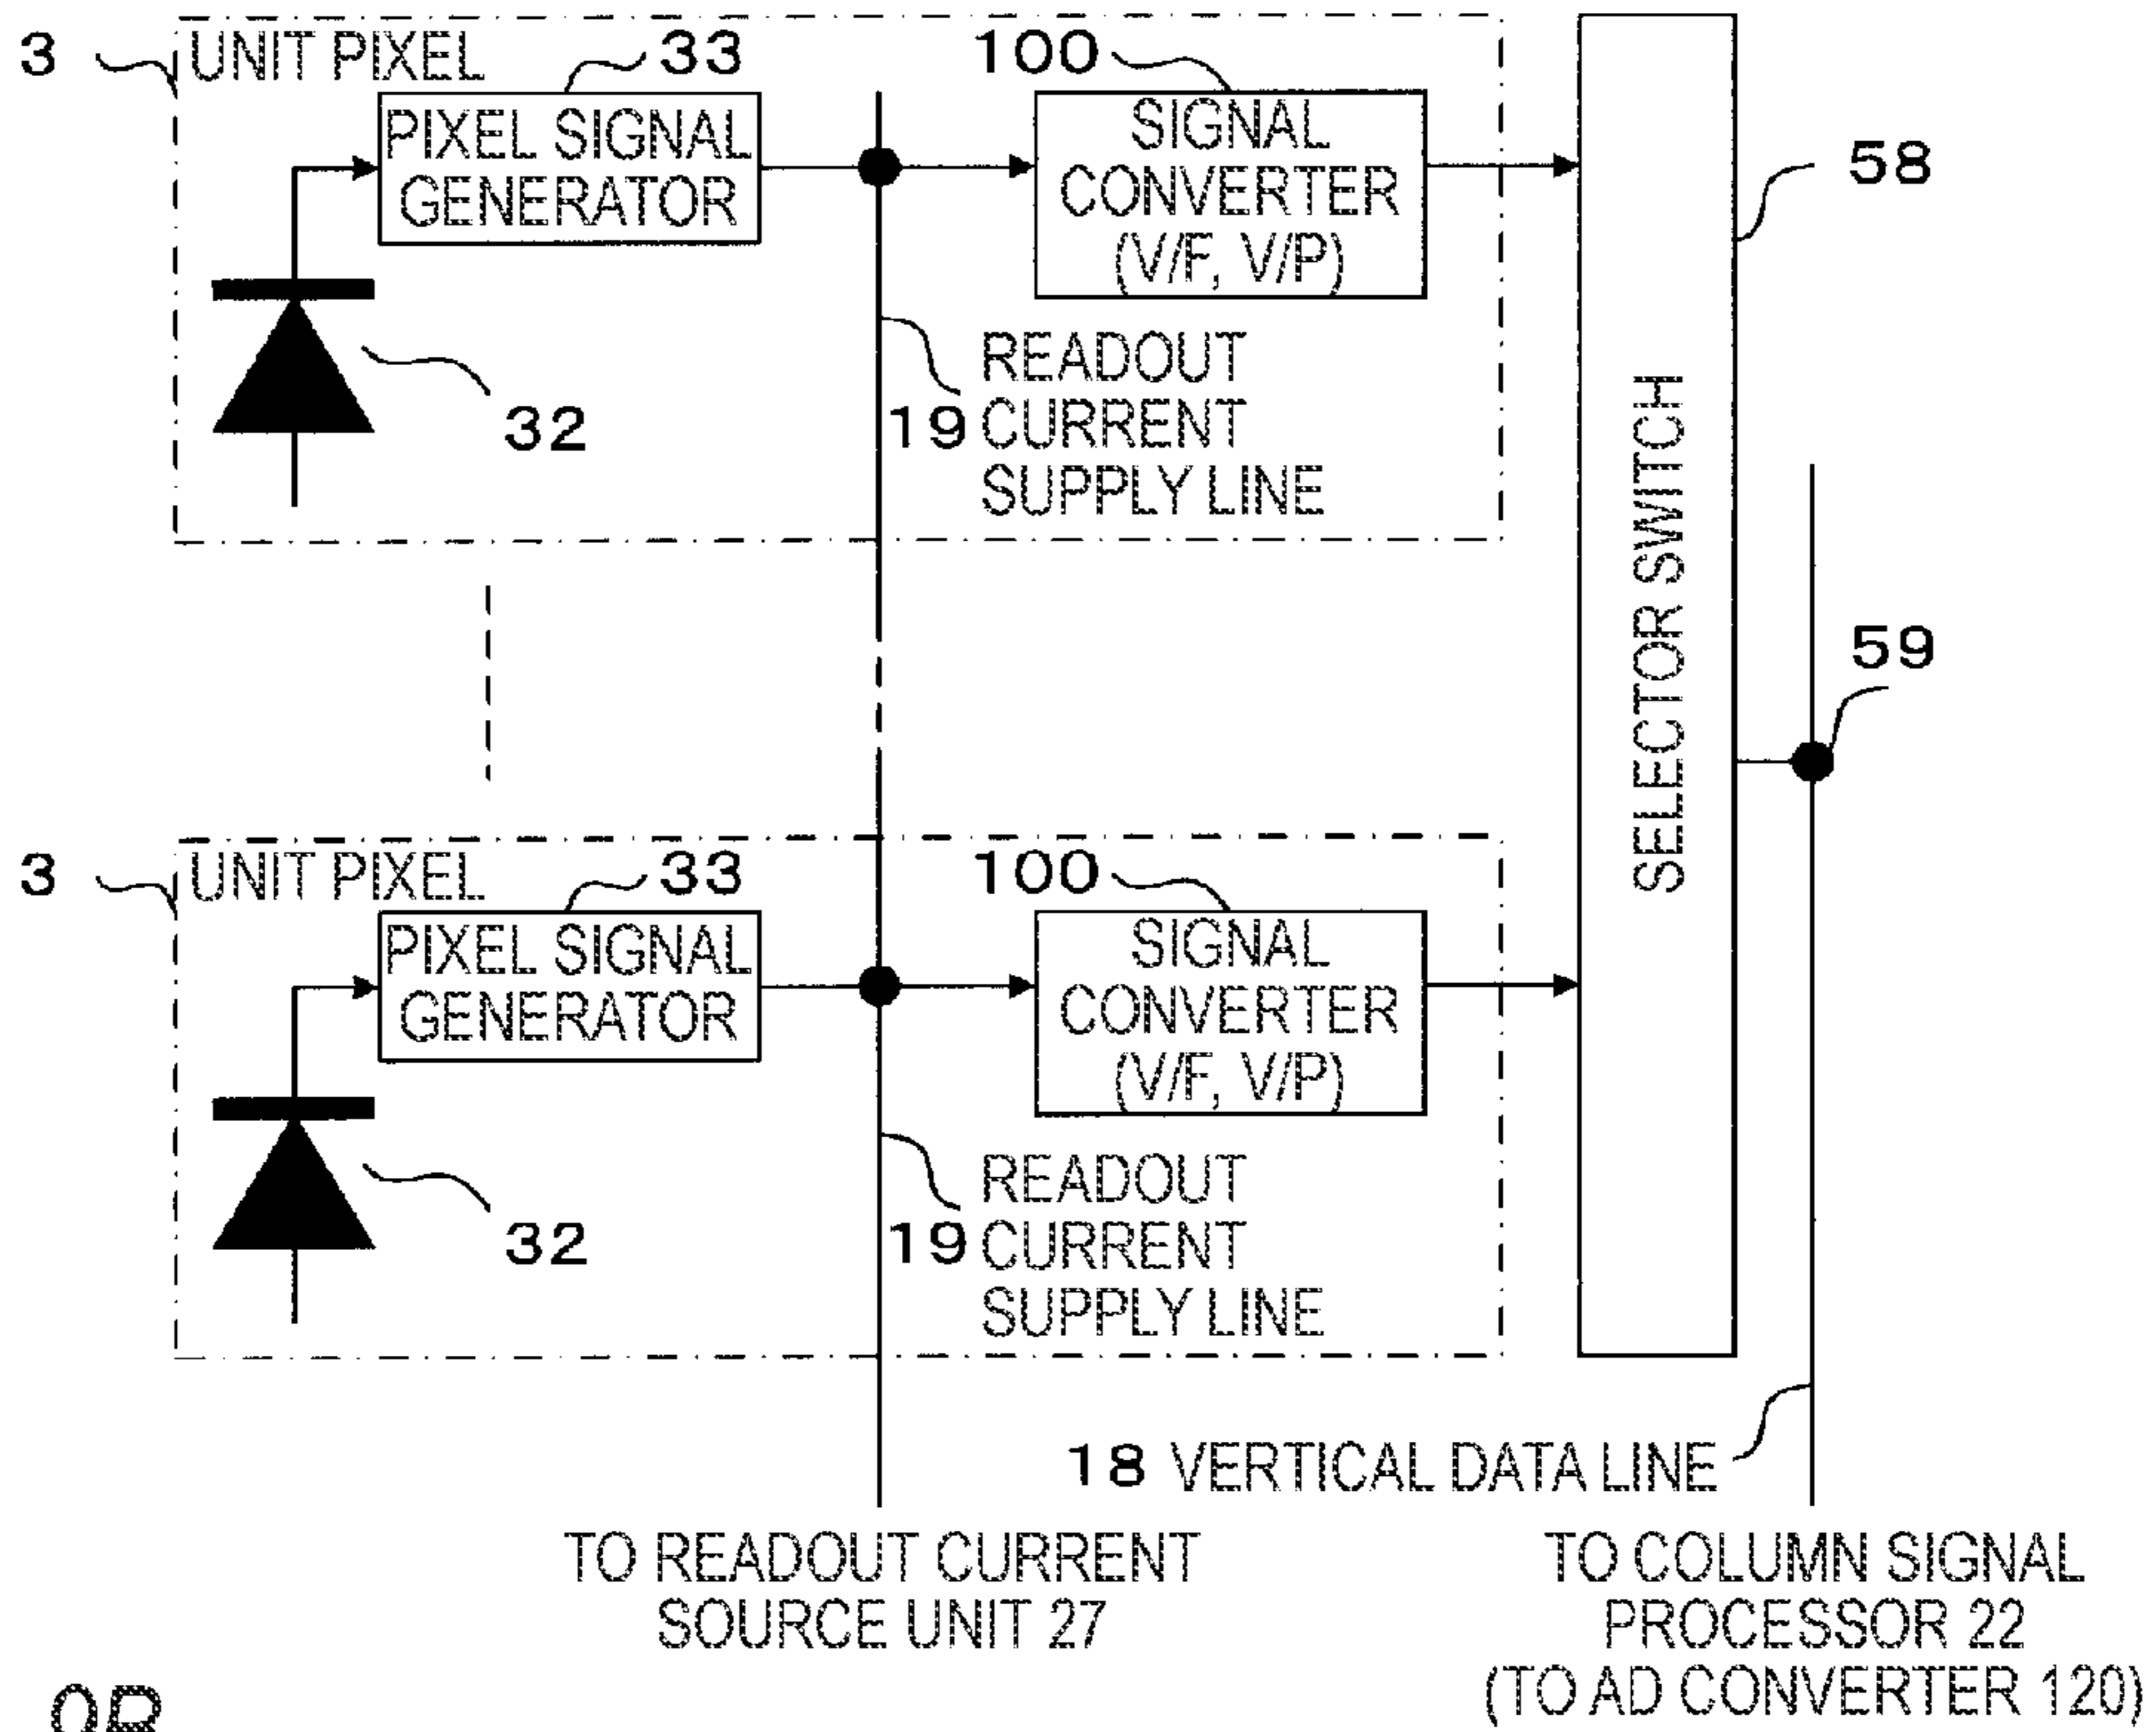 3 UNIT PIXEL 33 100
PIXEL SIGNAL
GENERATOR
SIGNAL
CONVERTER
(V/F, V/P)
58
32
19 READOUT
CURRENT
SUPPLY LINE
SELECTOR SWITCH
59
3 UNIT PIXEL 33 100
PIXEL SIGNAL
GENERATOR
SIGNAL
CONVERTER
(V/F, V/P)
32
19 READOUT
CURRENT
SUPPLY LINE
18 VERTICAL DATA LINE
TO READOUT CURRENT
SOURCE UNIT 27
TO COLUMN SIGNAL
PROCESSOR 22
(TO AD CONVERTER 120)